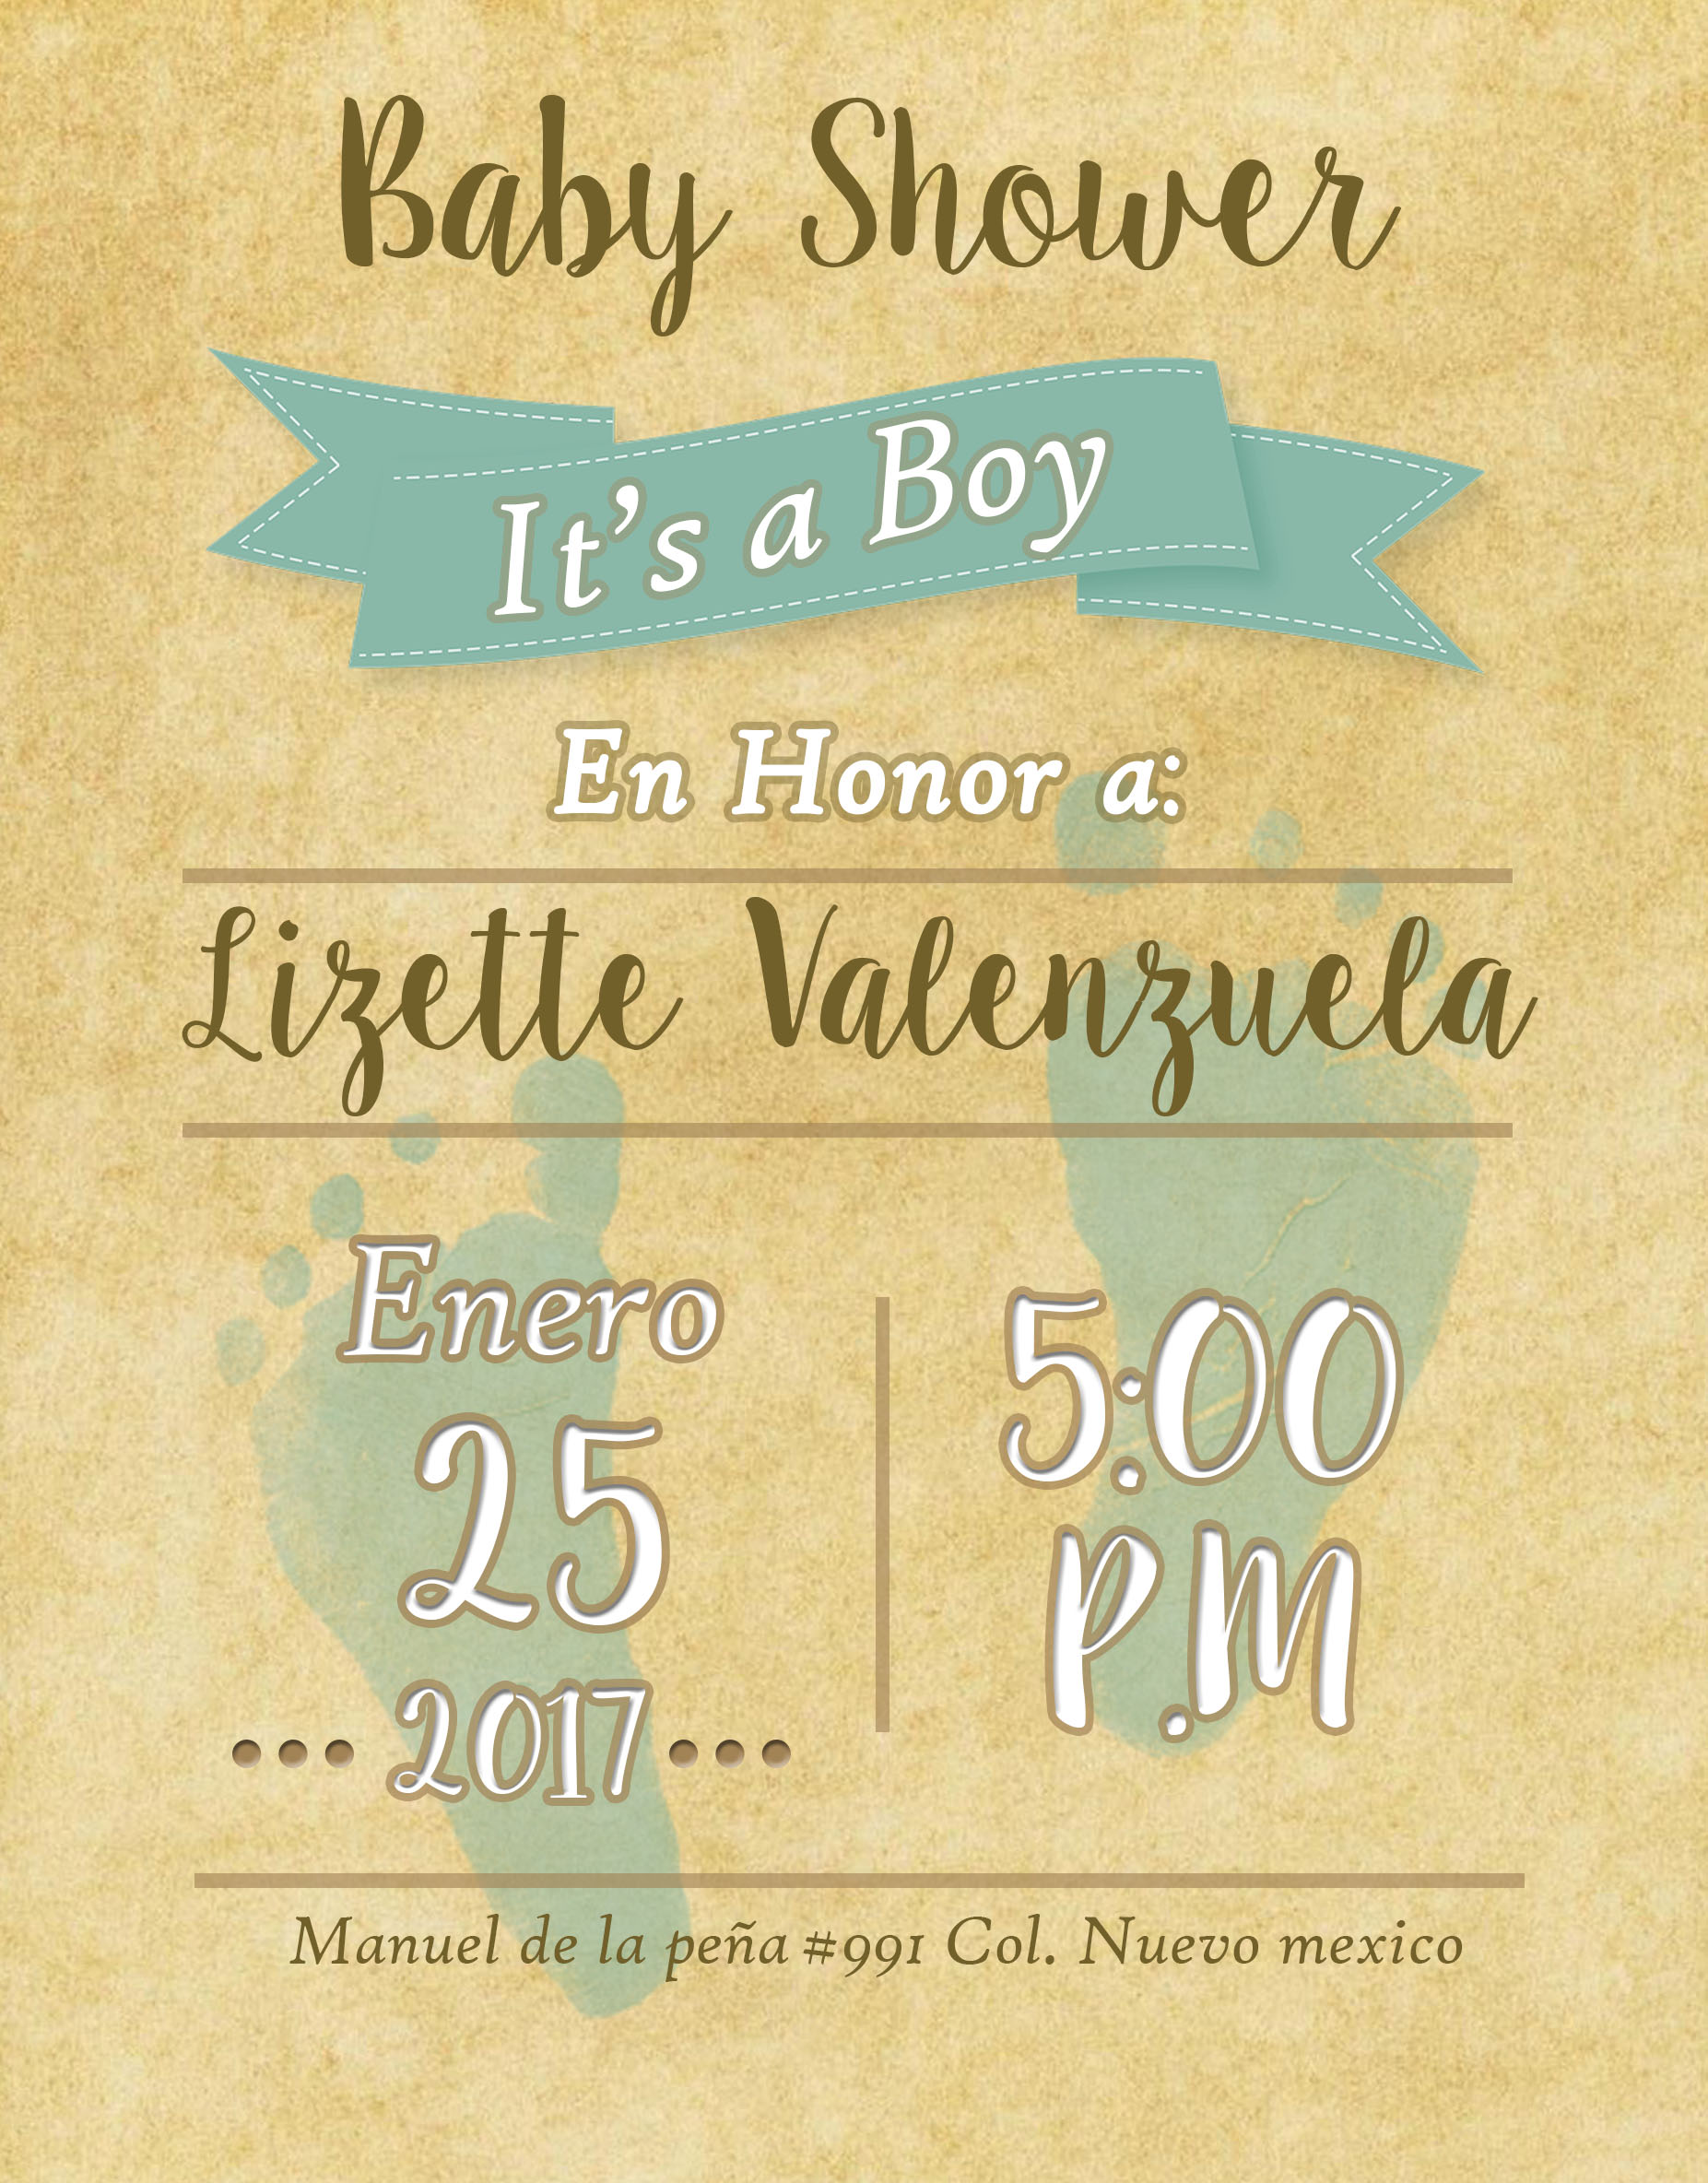 Baby Shower
It's a Boy
En Honor a:
Lizette Valenzuela
Enero
25
2017
5:00
P.M
Manuel de la peña #991 Col. Nuevo mexico